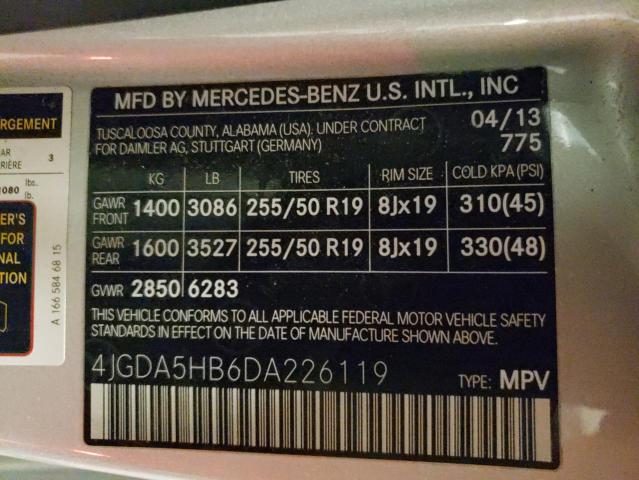 MFD BY MERCEDES-BENZ U.S. INTL., INC
TUSCALOOSA COUNTY, ALABAMA (USA). UNDER CONTRACT 04/13
FOR DAIMLER AG, STUTTGART (GERMANY) 775
KG LB TIRES RIM SIZE COLD KPA (PSI)
GAWR FRONT 1400 3086 255/50 R19 8Jx19 310(45)
GAWR REAR 1600 3527 255/50 R19 8Jx19 330(48)
GVWR 2850 6283
THIS VEHICLE CONFORMS TO ALL APPLICABLE FEDERAL MOTOR VEHICLE SAFETY
STANDARDS IN EFFECT ON THE DATE OF MANUFACTURE SHOWN ABOVE.
4JGDA5HB6DA226119 TYPE: MPV
RGEMENT
AR
RIÈRE 3
1080 lbs.
lb.
ER'S
FOR
NAL
TION
A 166 584 68 15